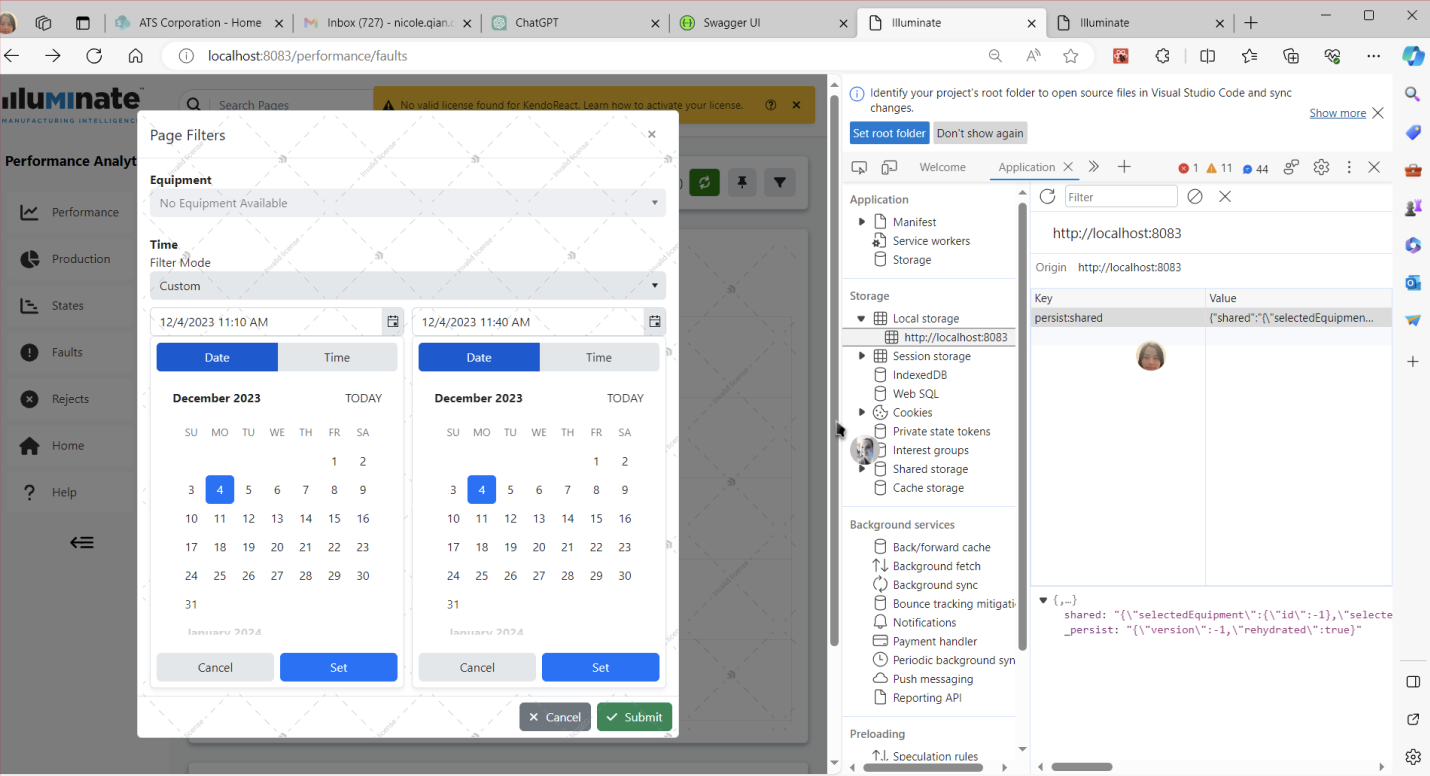 ATS Corporation - Home
Inbox (727) - nicole.qian.c
ChatGPT
Swagger UI
Illuminate
Illuminate
localhost:8083/performance/faults
illuminate
MANUFACTURING INTELLIGENC
Search Pages
No valid license found for KendoReact. Learn how to activate your license.
Performance Analyt
Performance
Production
States
Faults
Rejects
Home
Help
Page Filters
Equipment
No Equipment Available
Time
Filter Mode
Custom
12/4/2023 11:10 AM
12/4/2023 11:40 AM
Date Time
December 2023 TODAY
SU MO TU WE TH FR SA
1 2
3 4 5 6 7 8 9
10 11 12 13 14 15 16
17 18 19 20 21 22 23
24 25 26 27 28 29 30
31
January 2024
Cancel Set
Date Time
December 2023 TODAY
SU MO TU WE TH FR SA
1 2
3 4 5 6 7 8 9
10 11 12 13 14 15 16
17 18 19 20 21 22 23
24 25 26 27 28 29 30
31
January 2024
Cancel Set
Cancel
Submit
Identify your project's root folder to open source files in Visual Studio Code and sync
changes.
Show more
Set root folder
Don't show again
Welcome
Application
1 11 44
Application
Manifest
Service workers
Storage
Storage
Local storage
http://localhost:8083
Session storage
IndexedDB
Web SQL
Cookies
Private state tokens
Interest groups
Shared storage
Cache storage
Background services
Back/forward cache
Background fetch
Background sync
Bounce tracking mitigati
Notifications
Payment handler
Periodic background syn
Push messaging
Reporting API
Preloading
Speculation rules
Filter
http://localhost:8083
Origin http://localhost:8083
Key Value
persist:shared {"shared":"{\"selectedEquipmen...
{,…}
shared: "{\"selectedEquipment\":{\"id\":-1},\"selecte
_persist: "{\"version\":-1,\"rehydrated\":true}"